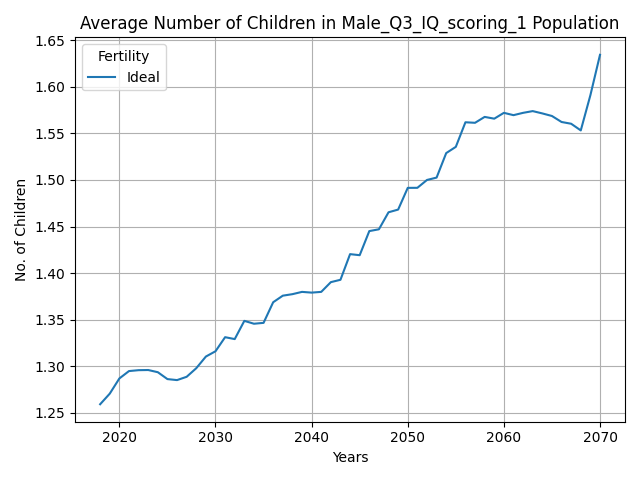 Average Number of Children in Male_Q3_IQ_scoring_1 Population
Fertility
Ideal
No. of Children
1.65
1.60
1.55
1.50
1.45
1.40
1.35
1.30
1.25
2020 2030 2040 2050 2060 2070
Years